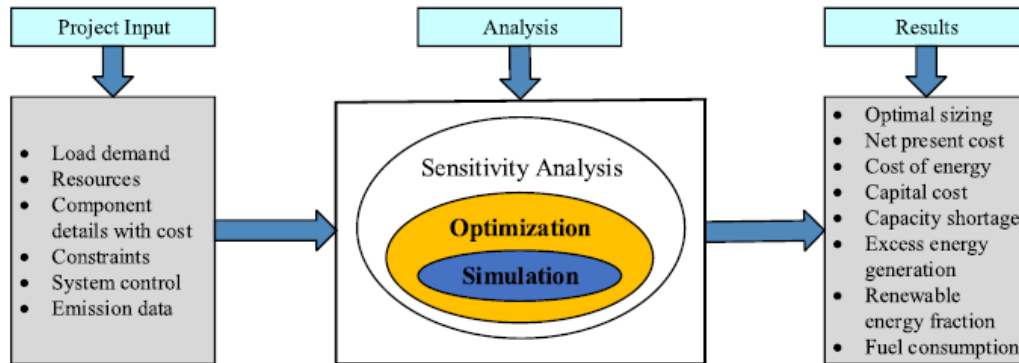 Project Input
Analysis
Results
• Load demand
• Resources
• Component
details with cost
• Constraints
• System control
• Emission data
Sensitivity Analysis
Optimization
Simulation
• Optimal sizing
• Net present cost
• Cost of energy
• Capital cost
• Capacity shortage
• Excess energy
generation
• Renewable
energy fraction
• Fuel consumption